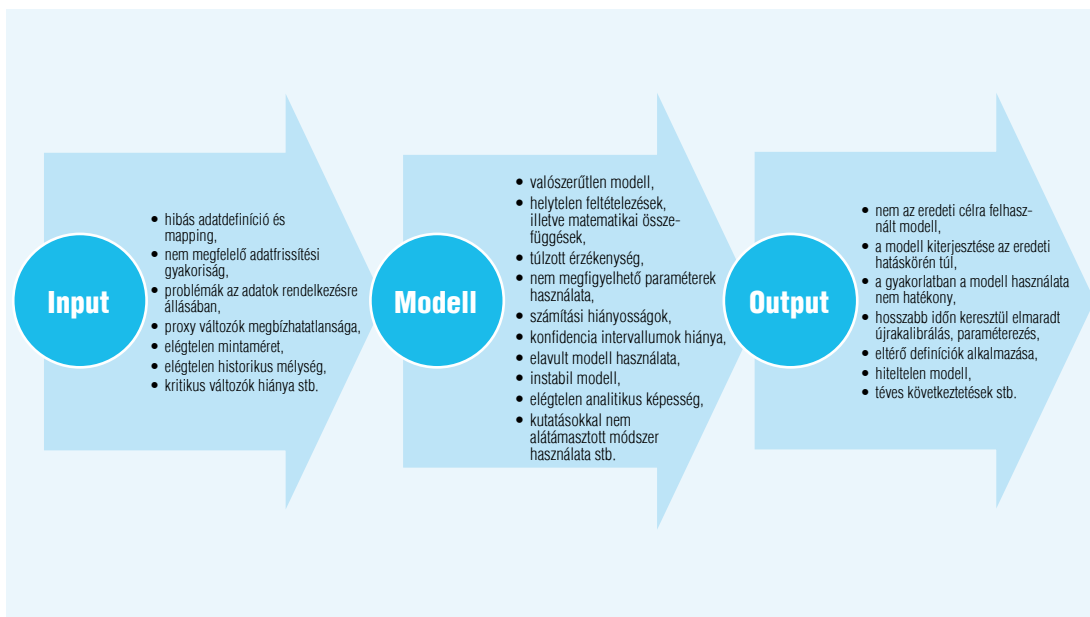 Input
• hibás adatdefiníció és
mapping,
• nem megfelelő adatfrissítési
gyakoriság,
• problémák az adatok rendelkezésre
állásában,
• proxy változók megbízhatatlansága,
• elégtelen mintaméret,
• elégtelen historikus mélység,
• kritikus változók hiánya stb.
Modell
• valószerűtlen modell,
• helytelen feltételezések,
illetve matematikai össze-
függések,
• túlzott érzékenység,
• nem megfigyelhető paraméterek
használata,
• számítási hiányosságok,
• konfidencia intervallumok hiánya,
• elavult modell használata,
• instabil modell,
• elégtelen analitikus képesség,
• kutatásokkal nem
alátámasztott módszer
használata stb.
Output
• nem az eredeti célra felhasz-
nált modell,
• a modell kiterjesztése az eredeti
hatáskörén túl,
• a gyakorlatban a modell használata
nem hatékony,
• hosszabb időn keresztül elmaradt
újrakalibrálás, paraméterezés,
• eltérő definíciók alkalmazása,
• hiteltelen modell,
• téves következtetések stb.